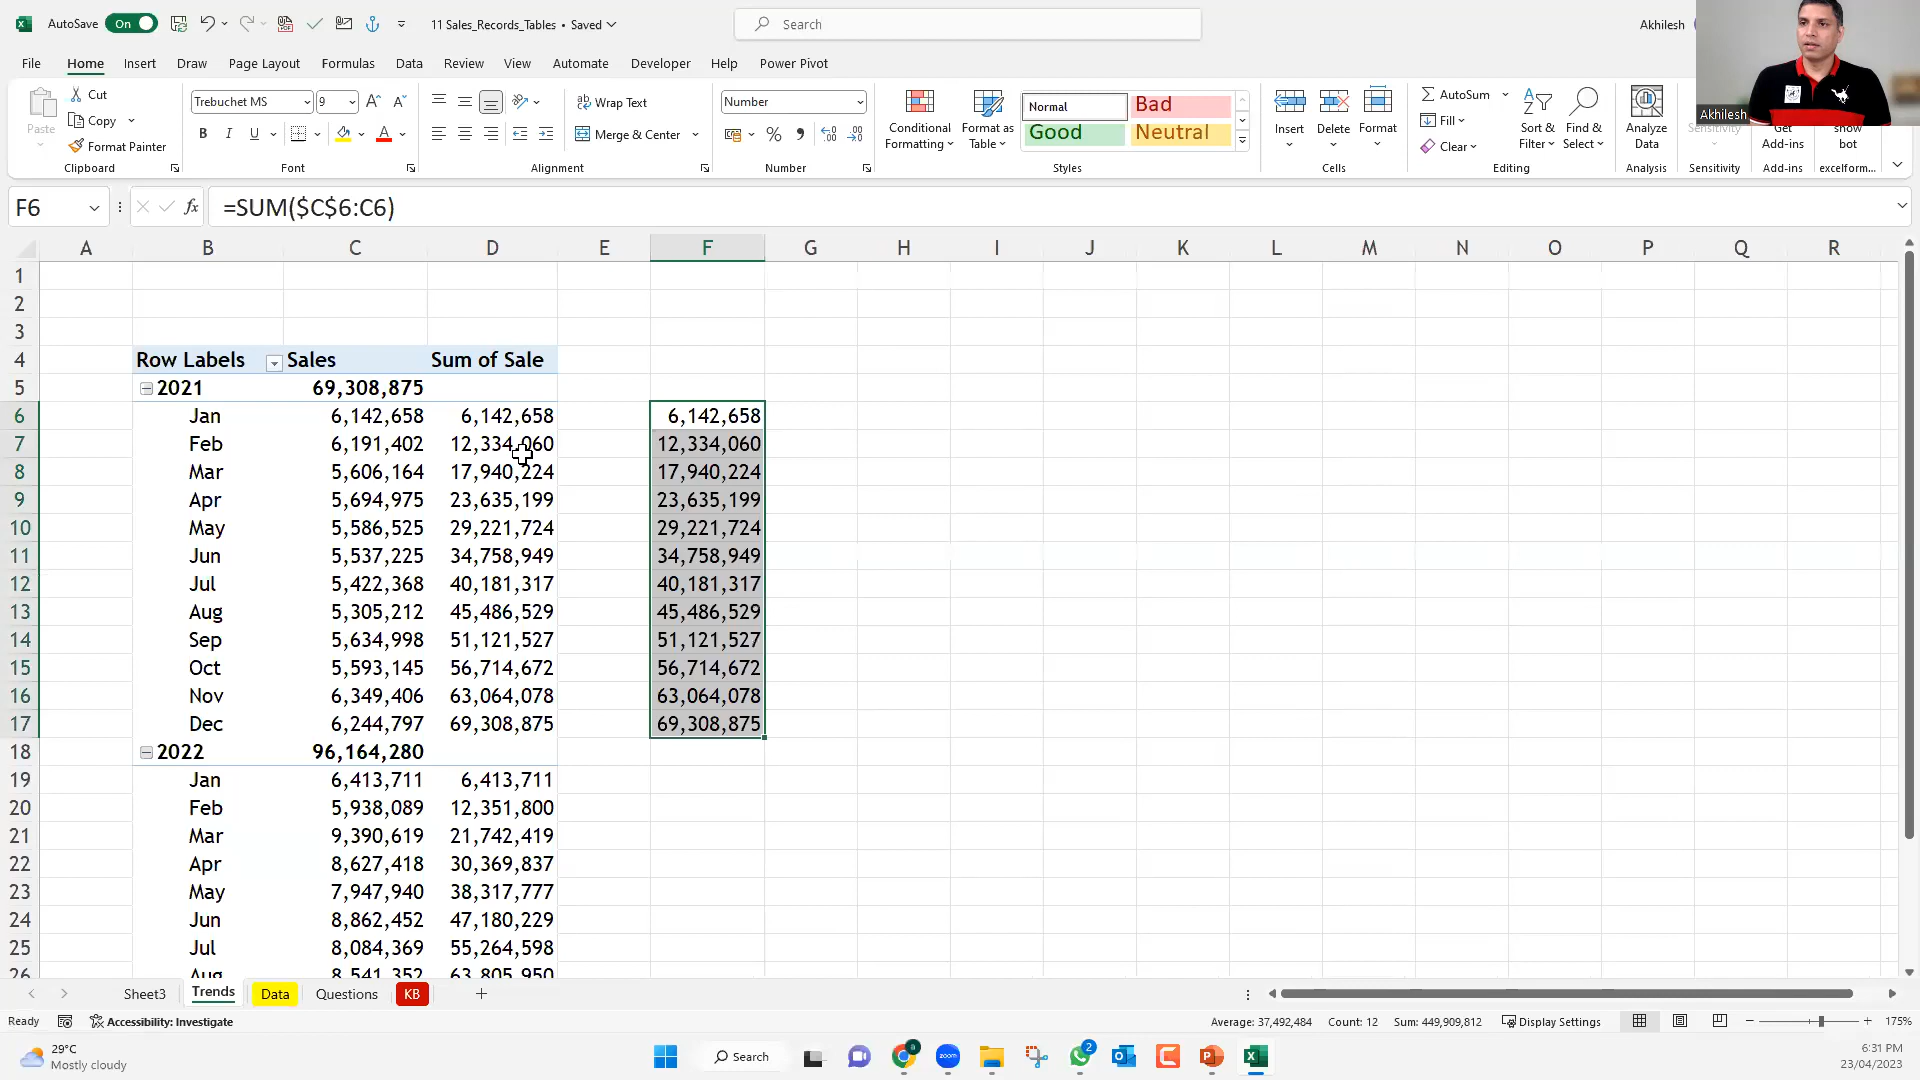 AutoSave On 11 Sales_Records_Tables • Saved Search Akhilesh
File Home Insert Draw Page Layout Formulas Data Review View Automate Developer Help Power Pivot
Paste Cut Copy Format Painter Clipboard
Trebuchet MS 9 B I U A Font
Wrap Text Merge & Center Alignment
Number % Number
Conditional Formatting Format as Table Normal Bad Good Neutral Styles
Insert Delete Format Cells
AutoSum Fill Clear Sort & Filter Find & Select Editing
Analyze Data Analysis
Sensitivity Sensitivity
Get Add-ins Add-ins
show bot excelform...
Akhilesh
F6 fx =SUM($C$6:C6)
A B C D E F G H I J K L M N O P Q R
1
2
3
4 Row Labels Sales Sum of Sale
5 2021 69,308,875
6 Jan 6,142,658 6,142,658 6,142,658
7 Feb 6,191,402 12,334,060 12,334,060
8 Mar 5,606,164 17,940,224 17,940,224
9 Apr 5,694,975 23,635,199 23,635,199
10 May 5,586,525 29,221,724 29,221,724
11 Jun 5,537,225 34,758,949 34,758,949
12 Jul 5,422,368 40,181,317 40,181,317
13 Aug 5,305,212 45,486,529 45,486,529
14 Sep 5,634,998 51,121,527 51,121,527
15 Oct 5,593,145 56,714,672 56,714,672
16 Nov 6,349,406 63,064,078 63,064,078
17 Dec 6,244,797 69,308,875 69,308,875
18 2022 96,164,280
19 Jan 6,413,711 6,413,711
20 Feb 5,938,089 12,351,800
21 Mar 9,390,619 21,742,419
22 Apr 8,627,418 30,369,837
23 May 7,947,940 38,317,777
24 Jun 8,862,452 47,180,229
25 Jul 8,084,369 55,264,598
26 Aug 8,541,352 63,805,950
Sheet3 Trends Data Questions KB
Ready Accessibility: Investigate Average: 37,492,484 Count: 12 Sum: 449,909,812 Display Settings 175%
29°C
Mostly cloudy
Search zoom 2
6:31 PM
23/04/2023